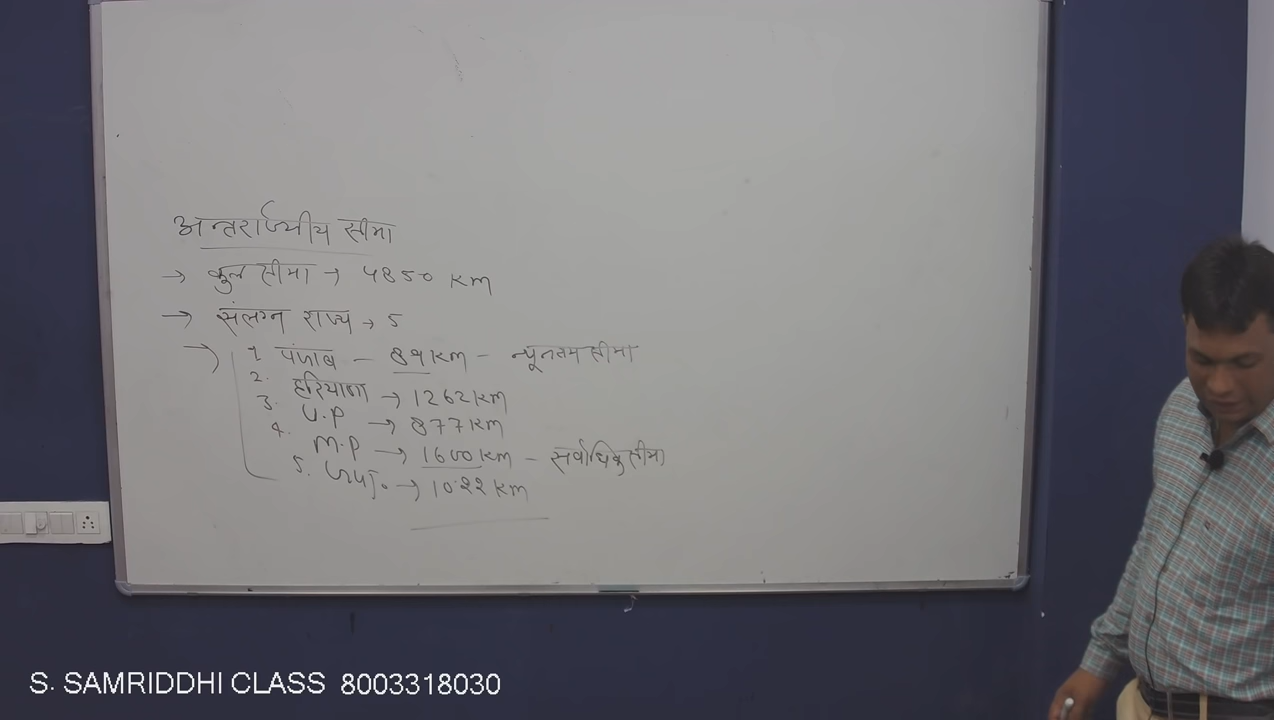 अन्तर्राज्यीय सीमा
→ कुल सीमा → 4850 km
→ संलग्न राज्य → 5
→ 1 पंजाब – 89 km – न्यूनतम सीमा
2. हरियाणा → 1262 km
3. U.P → 877 km
4. M.P → 1600 km – सर्वाधिक सीमा
5. गुज. → 1022 km
S. SAMRIDDHI CLASS 8003318030